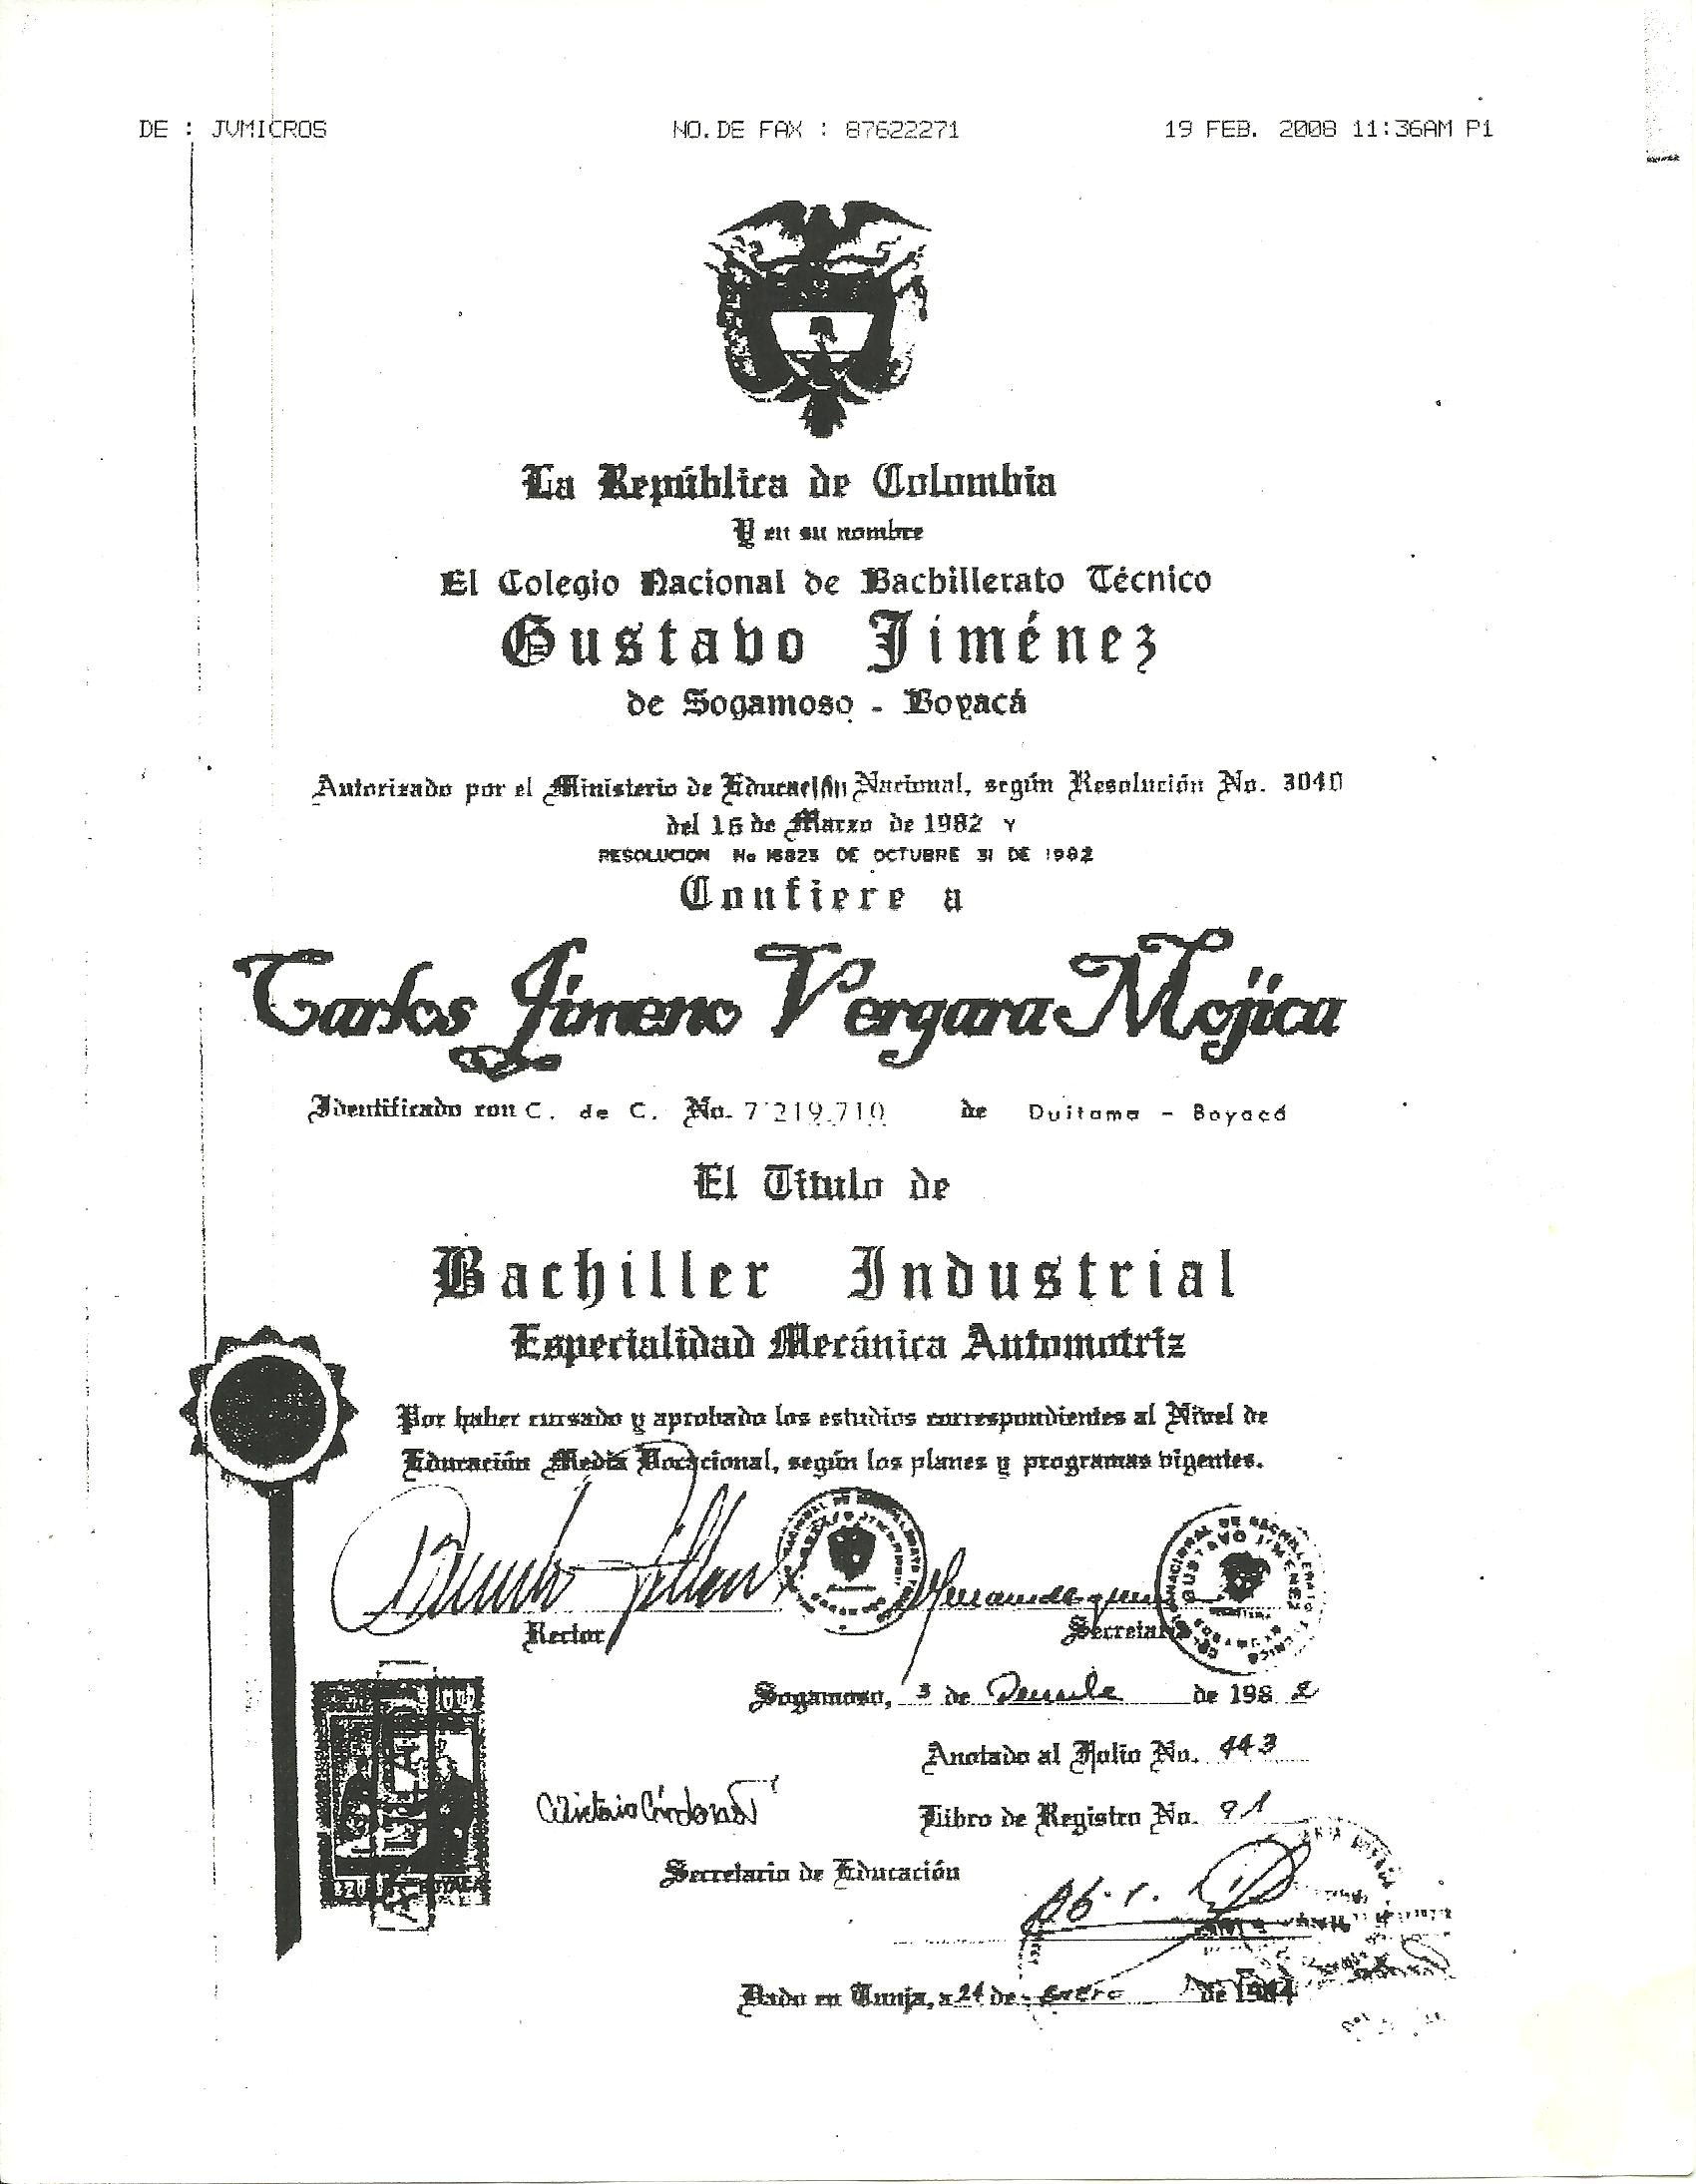 DE : JVMICROS NO. DE FAX : 87622271 19 FEB. 2008 11:36AM P1
La República de Colombia
Y en su nombre
El Colegio Nacional de Bachillerato Técnico
Gustavo Jiménez
de Sogamoso - Boyacá
Autorizado por el Ministerio de Educación Nacional, según Resolución No. 3040
del 16 de Marzo de 1982 Y
RESOLUCION No 16823 DE OCTUBRE 31 DE 1982
Confiere a
Carlos Jimeno Vergara Mojica
Identificado con C. de C. No. 7'219.710 de Duitama - Boyacá
El Título de
Bachiller Industrial
Especialidad Mecánica Automotriz
Por haber cursado y aprobado los estudios correspondientes al Nivel de
Educación Media Vocacional, según los planes y programas vigentes.
Rector
Secretaria
Sogamoso, 3 de de 198
Anotado al Folio No. 443
Libro de Registro No. 91
Secretario de Educación
Dado en Tunja, a de Enero de